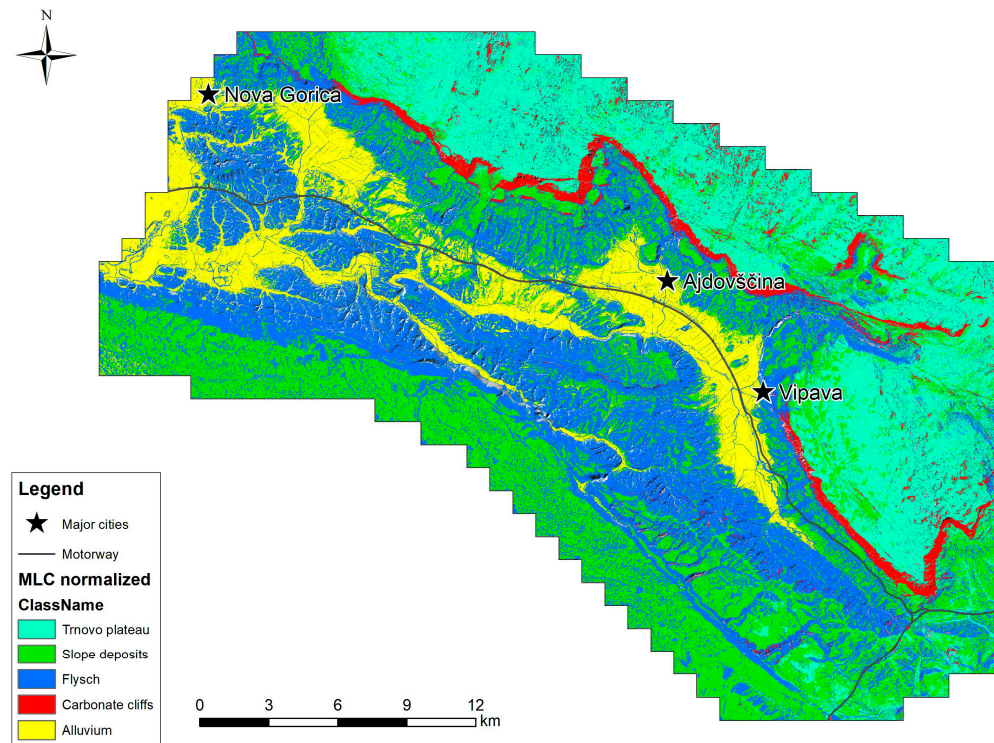 N
Nova Gorica
Ajdovščina
Vipava
Legend
Major cities
Motorway
MLC normalized
ClassName
Trnovo plateau
Slope deposits
Flysch
Carbonate cliffs
Alluvium
0 3 6 9 12
km